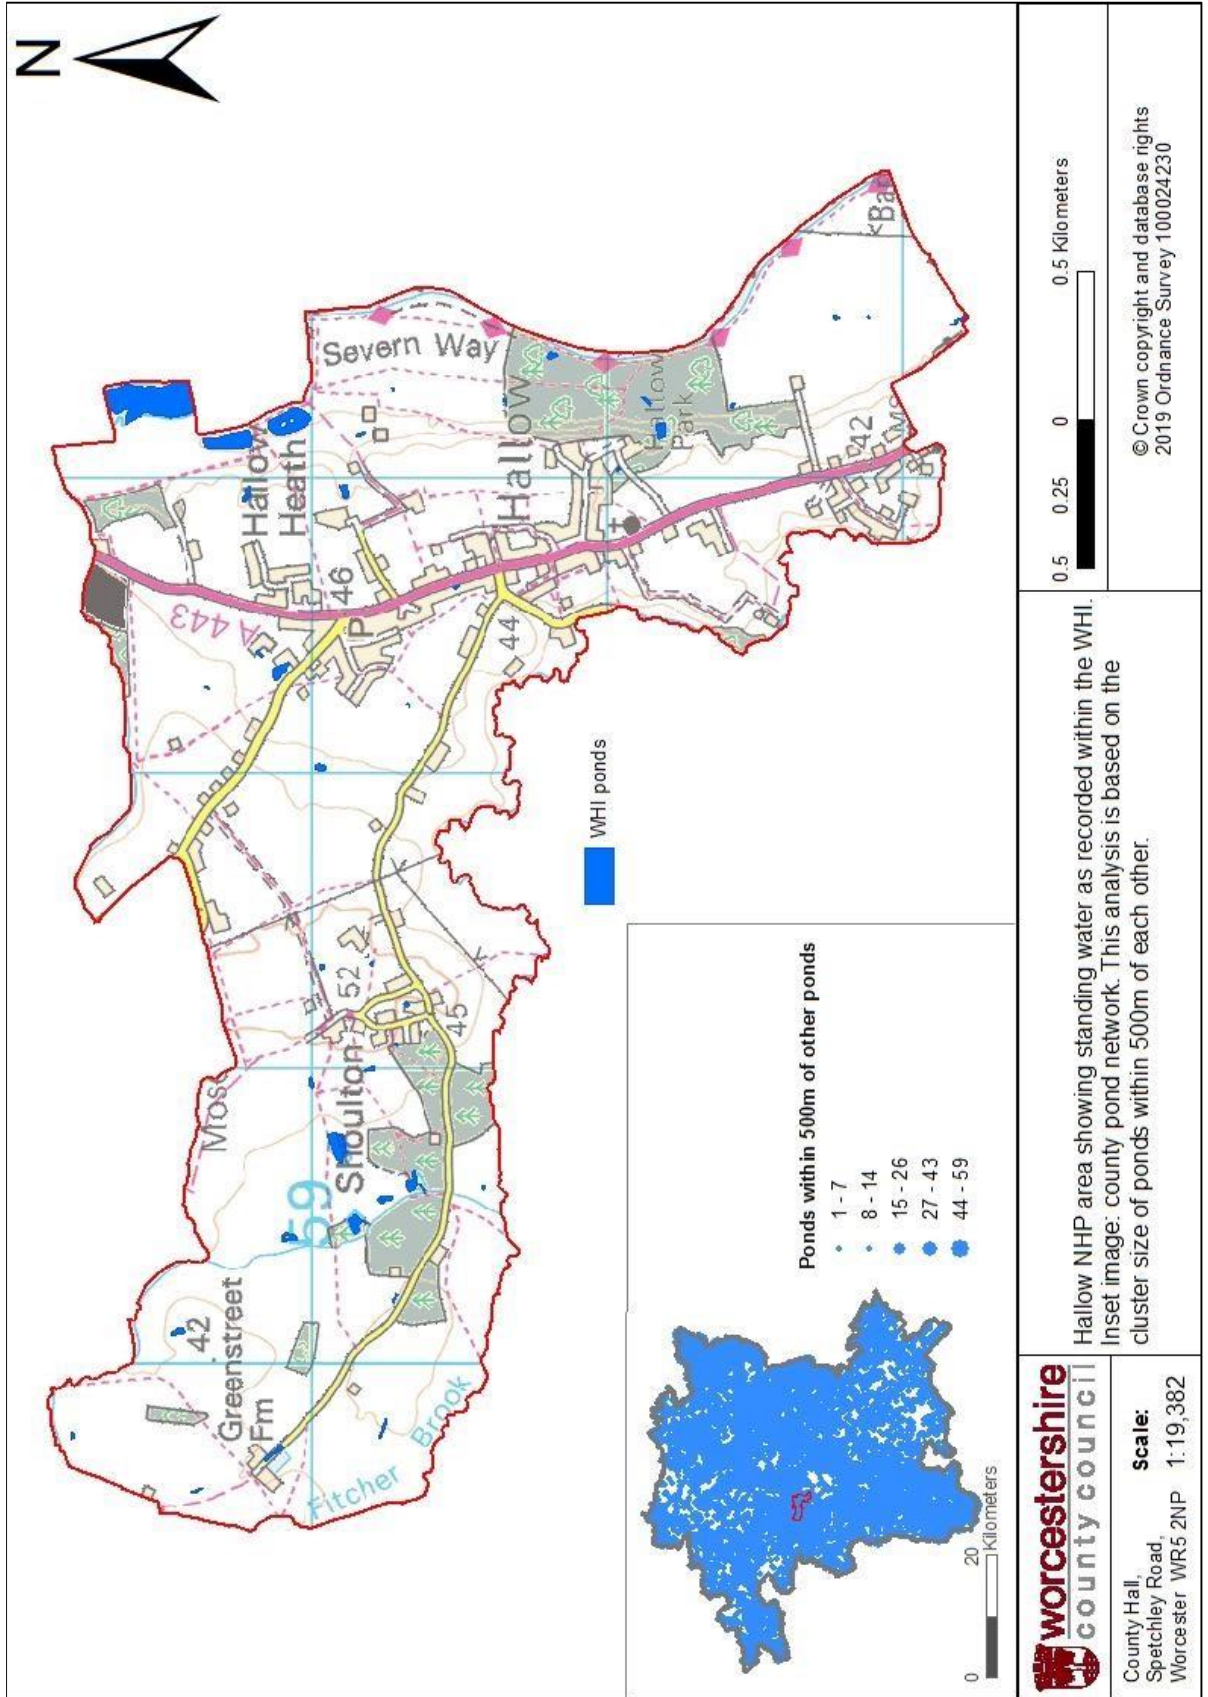 N
A 443
Hallow
Heath
Severn Way
46
P
Hallow
44
Hallow
Park
42
MS
Mos
52
Shoulton
45
59
42
Greenstreet
Fm
Fitcher
Brook
WHI ponds
Ponds within 500m of other ponds
1 - 7
8 - 14
15 - 26
27 - 43
44 - 59
0
20
Kilometers
worcestershire
county council
County Hall,
Spetchley Road,
Worcester WR5 2NP
Scale:
1:19,382
Hallow NHP area showing standing water as recorded within the WHI.
Inset image: county pond network. This analysis is based on the
cluster size of ponds within 500m of each other.
0.5 0.25 0 0.5 Kilometers
© Crown copyright and database rights
2019 Ordnance Survey 100024230